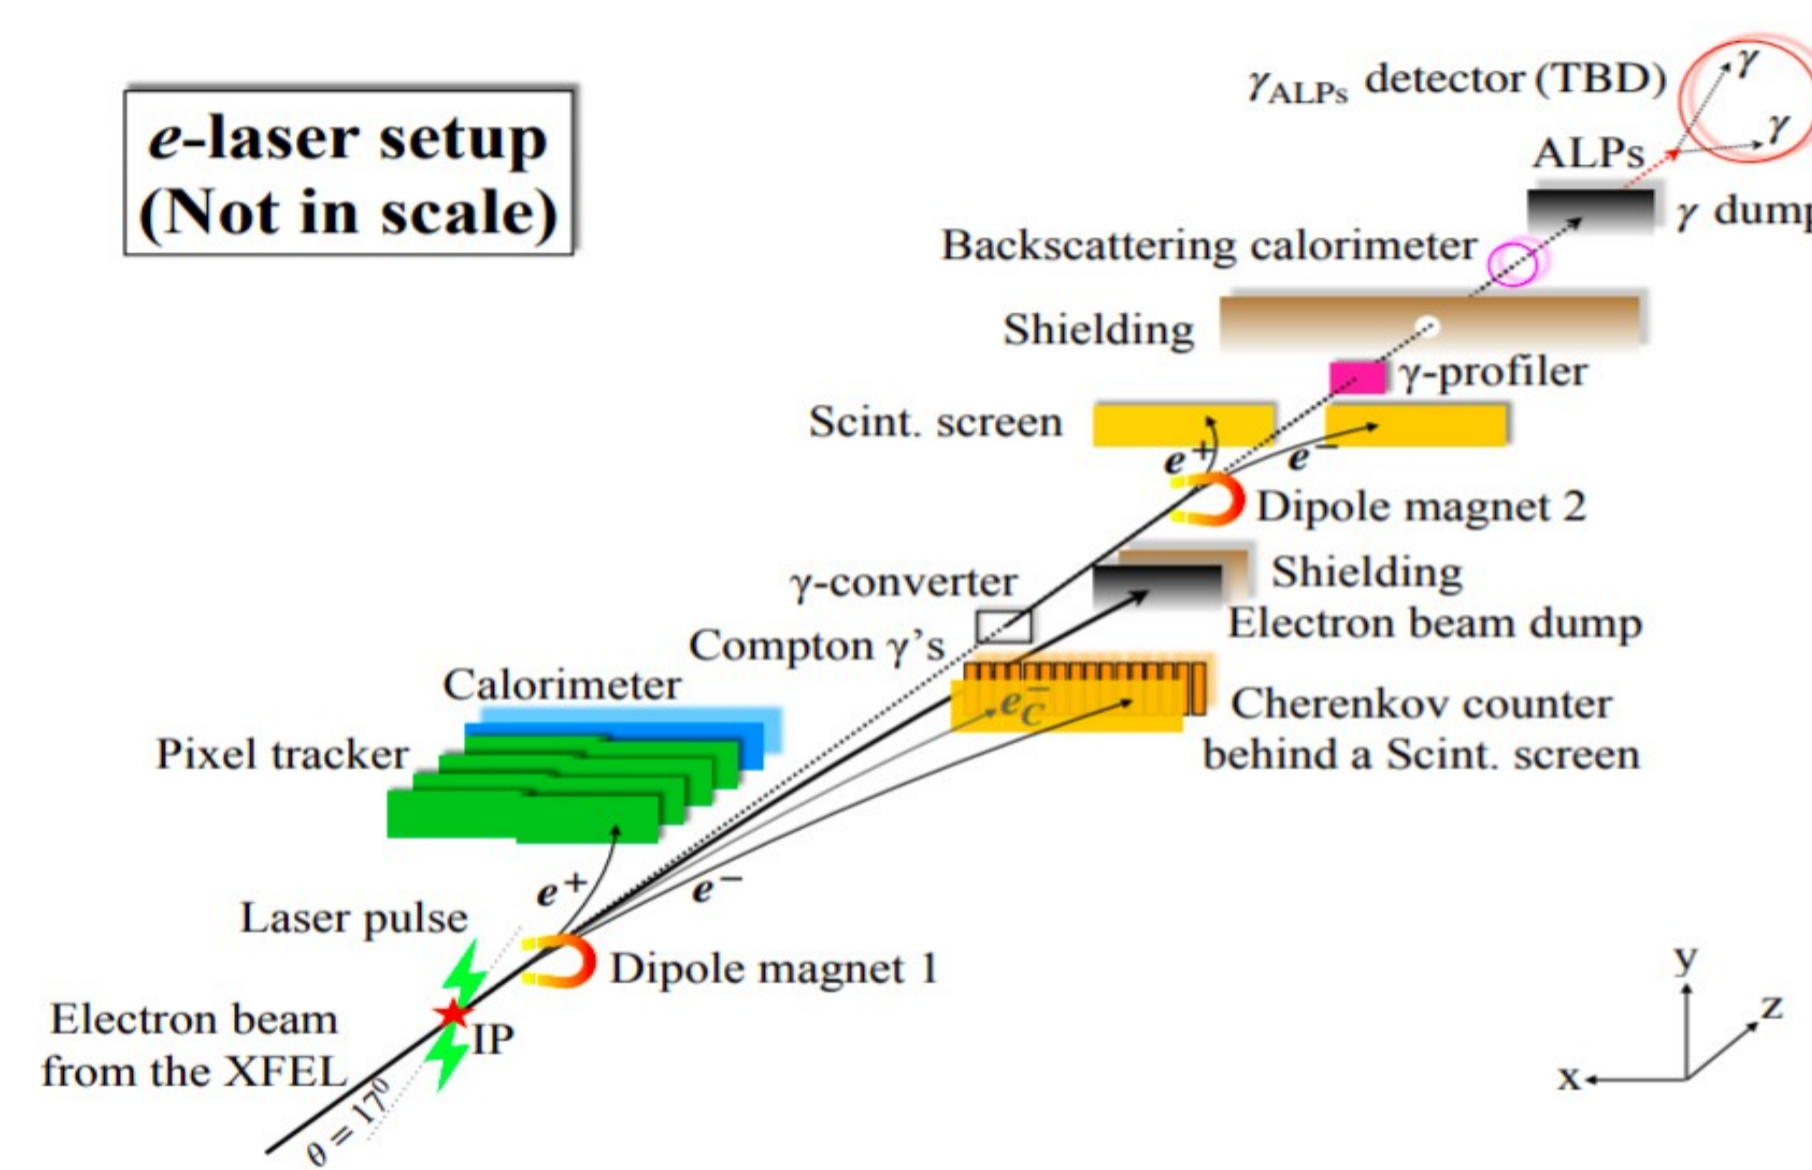 e-laser setup
(Not in scale)
γALPs detector (TBD)
γ
γ
ALPs
γ dump
Backscattering calorimeter
Shielding
γ-profiler
Scint. screen
e+
e−
Dipole magnet 2
γ-converter
Shielding
Electron beam dump
Compton γ’s
Calorimeter
e−C
Cherenkov counter
behind a Scint. screen
Pixel tracker
e+
e−
Laser pulse
Dipole magnet 1
Electron beam
from the XFEL
IP
θ = 17⁰
y
z
x